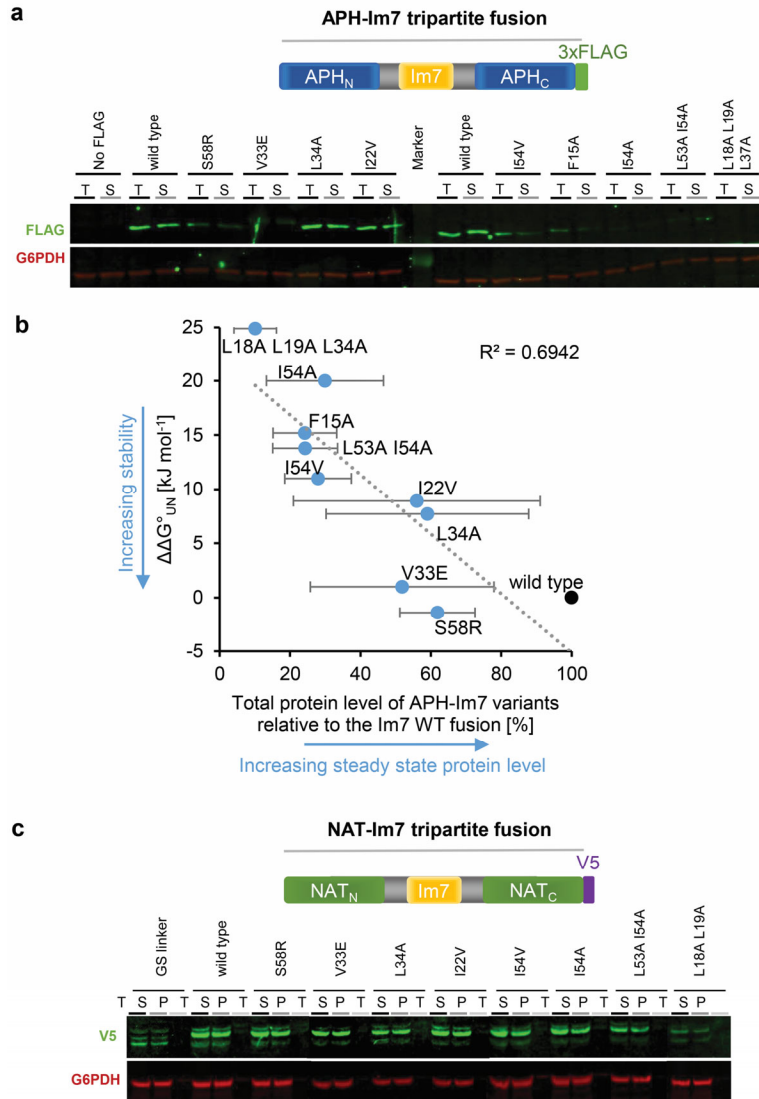 a
APH-Im7 tripartite fusion
3xFLAG
APHN Im7 APHC
No FLAG wild type S58R V33E L34A I22V Marker wild type I54V F15A I54A L53A I54A L18A L19A L37A
T S T S T S T S T S T S T S T S T S T S T S T S
FLAG
G6PDH
b
25
20
15
10
5
0
-5
Increasing stability
ΔΔG°UN [kJ mol-1]
R² = 0.6942
L18A L19A L34A
I54A
F15A
L53A I54A
I54V
I22V
L34A
V33E
wild type
S58R
0 20 40 60 80 100
Total protein level of APH-Im7 variants
relative to the Im7 WT fusion [%]
Increasing steady state protein level
c
NAT-Im7 tripartite fusion
V5
NATN Im7 NATC
GS linker wild type S58R V33E L34A I22V I54V I54A L53A I54A L18A L19A
T S P T S P T S P T S P T S P T S P T S P T S P T S P T S P
V5
G6PDH